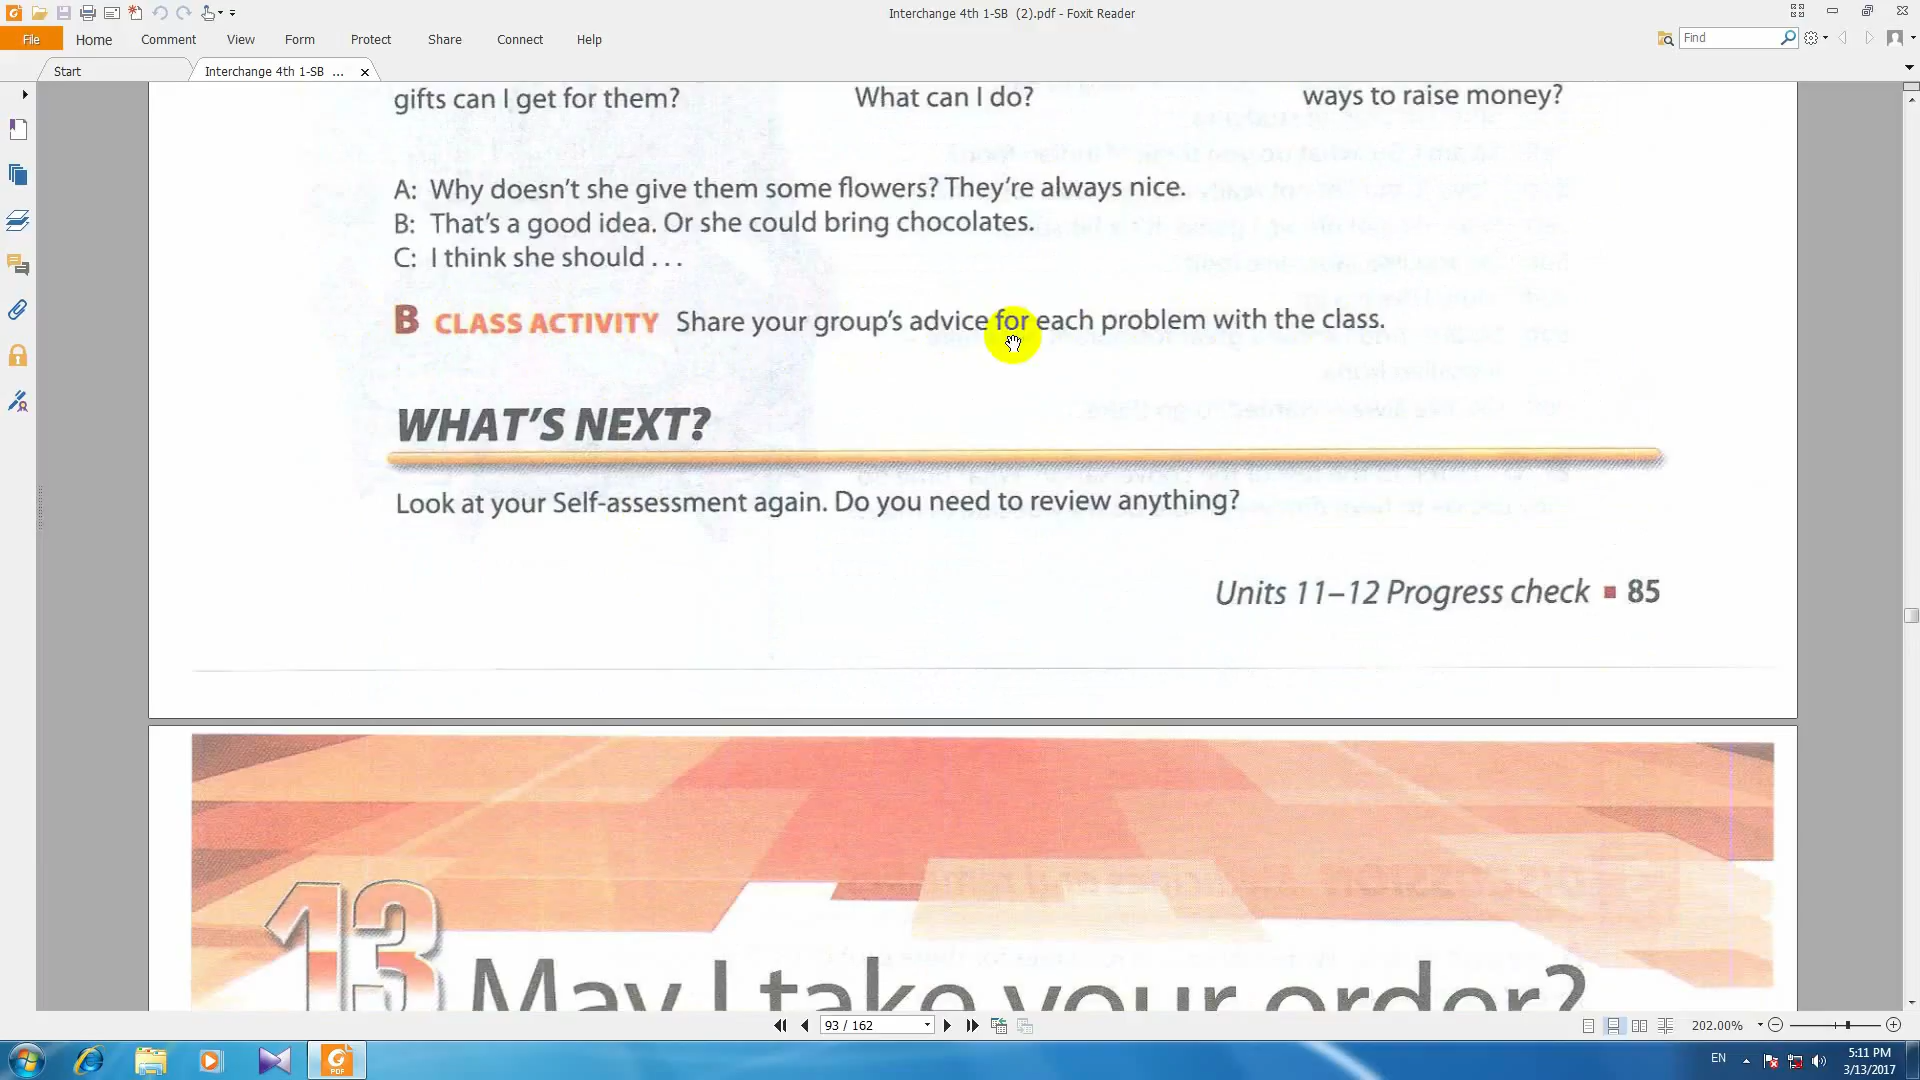 Interchange 4th 1-SB  (2).pdf - Foxit Reader
File Home Comment View Form Protect Share Connect Help
Find
Start
Interchange 4th 1-SB ...
gifts can I get for them?
What can I do?
ways to raise money?
A: Why doesn't she give them some flowers? They're always nice.
B: That's a good idea. Or she could bring chocolates.
C: I think she should . . .
B CLASS ACTIVITY Share your group's advice for each problem with the class.
WHAT'S NEXT?
Look at your Self-assessment again. Do you need to review anything?
Units 11–12 Progress check ■ 85
13 May I take your order?
93 / 162
202.00%
PDF
EN
5:11 PM
3/13/2017